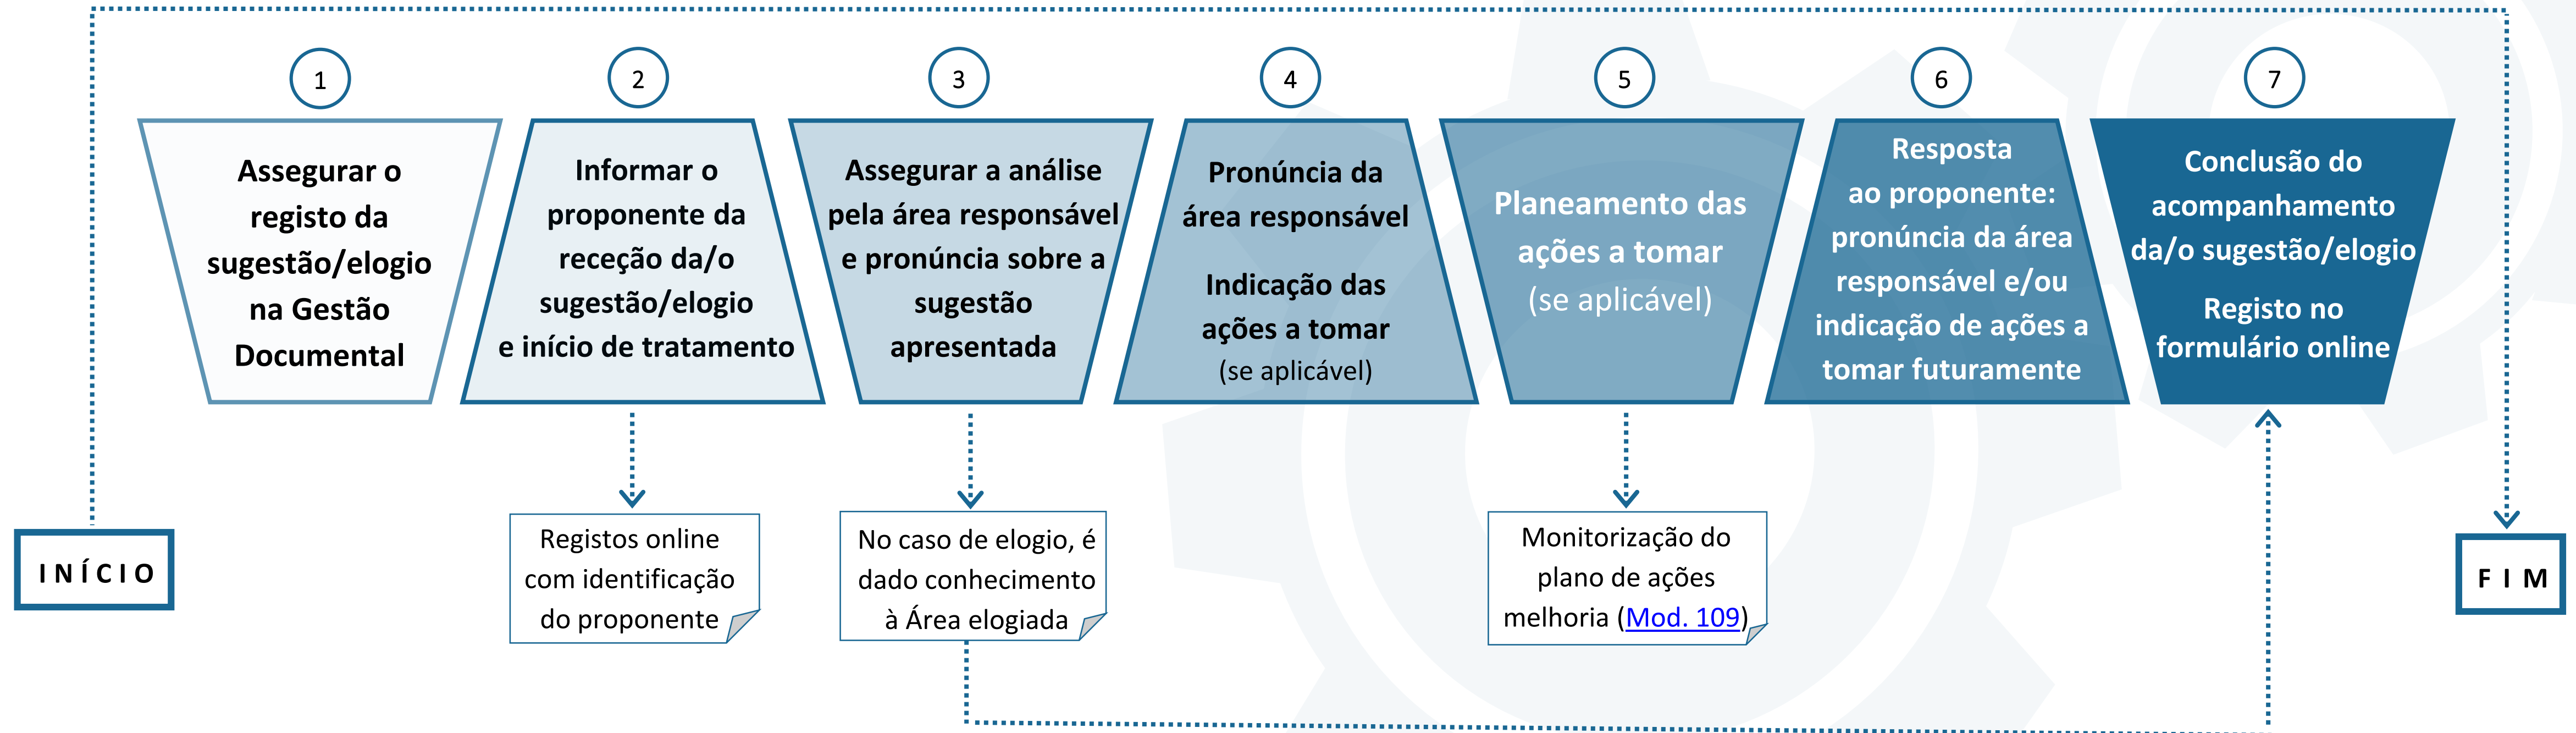 1
Assegurar o
registo da
sugestão/elogio
na Gestão
Documental
2
Informar o
proponente da
receção da/o
sugestão/elogio
e início de tratamento
3
Assegurar a análise
pela área responsável
e pronúncia sobre a
sugestão
apresentada
4
Pronúncia da
área responsável
Indicação das
ações a tomar
(se aplicável)
5
Planeamento das
ações a tomar
(se aplicável)
6
Resposta
ao proponente:
pronúncia da área
responsável e/ou
indicação de ações a
tomar futuramente
7
Conclusão do
acompanhamento
da/o sugestão/elogio
Registo no
formulário online
INÍCIO
Registos online
com identificação
do proponente
No caso de elogio, é
dado conhecimento
à Área elogiada
Monitorização do
plano de ações
melhoria (Mod. 109)
FIM